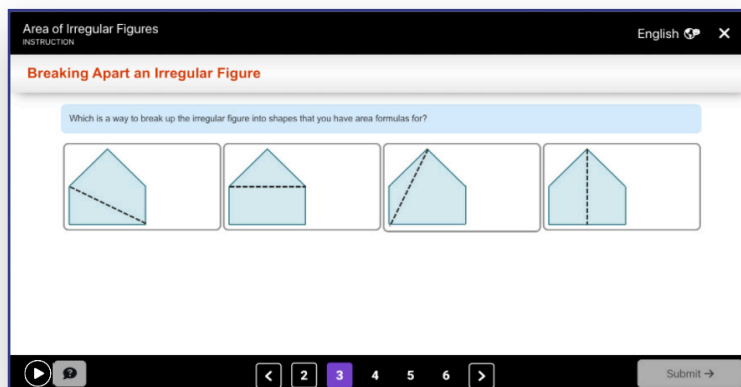 Area of Irregular Figures
INSTRUCTION
English
Breaking Apart an Irregular Figure
Which is a way to break up the irregular figure into shapes that you have area formulas for?
2 3 4 5 6
Submit